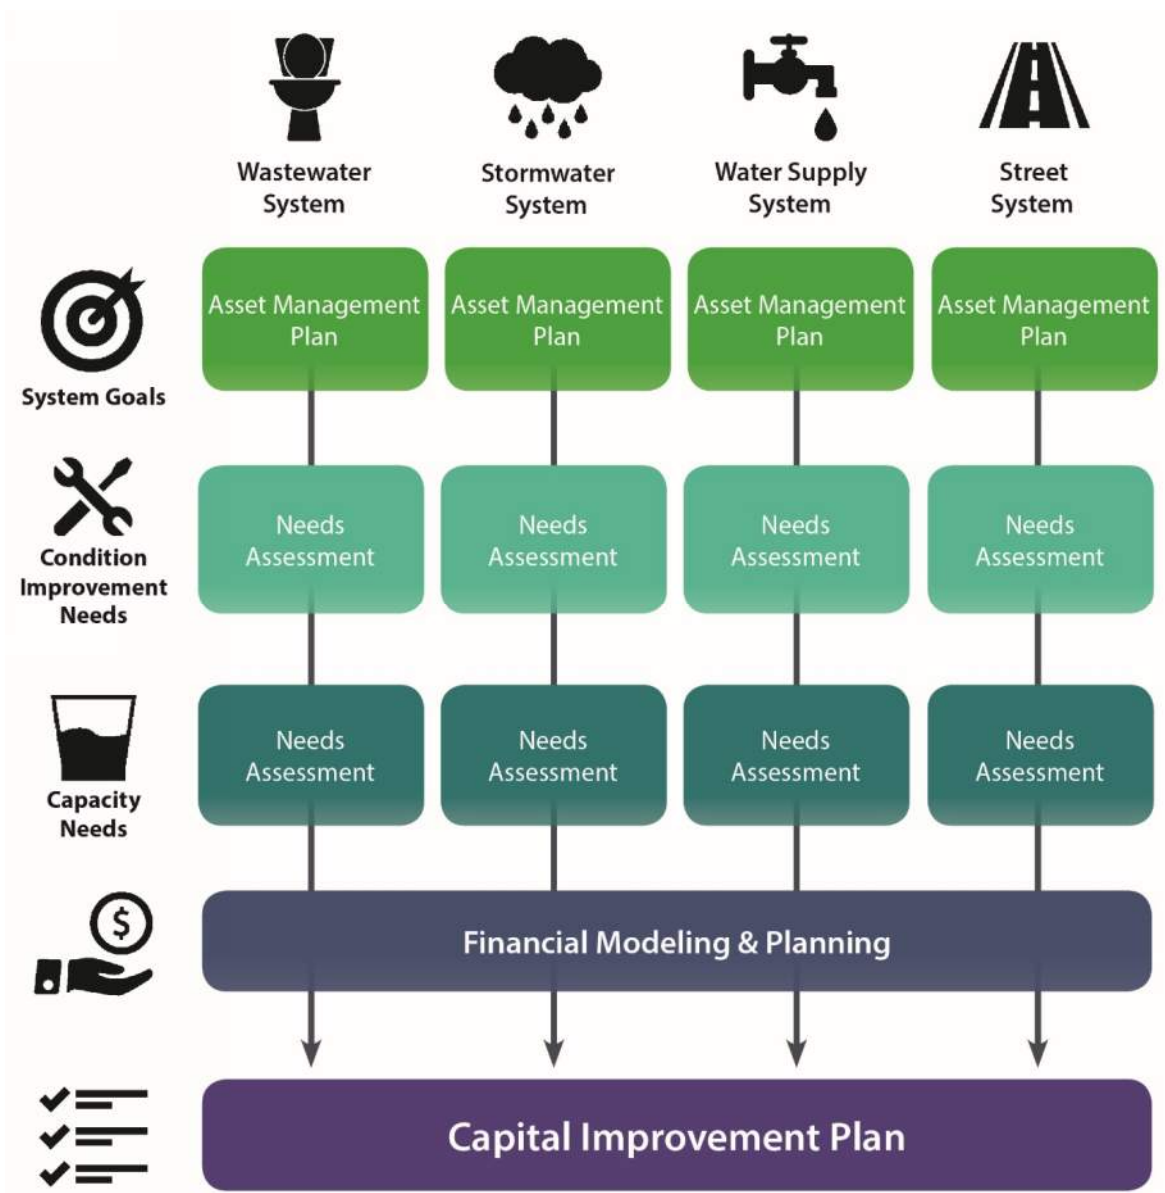 Wastewater
System
Stormwater
System
Water Supply
System
Street
System
System Goals
Asset Management
Plan
Asset Management
Plan
Asset Management
Plan
Asset Management
Plan
Condition
Improvement
Needs
Needs
Assessment
Needs
Assessment
Needs
Assessment
Needs
Assessment
Capacity
Needs
Needs
Assessment
Needs
Assessment
Needs
Assessment
Needs
Assessment
$
Financial Modeling & Planning
Capital Improvement Plan